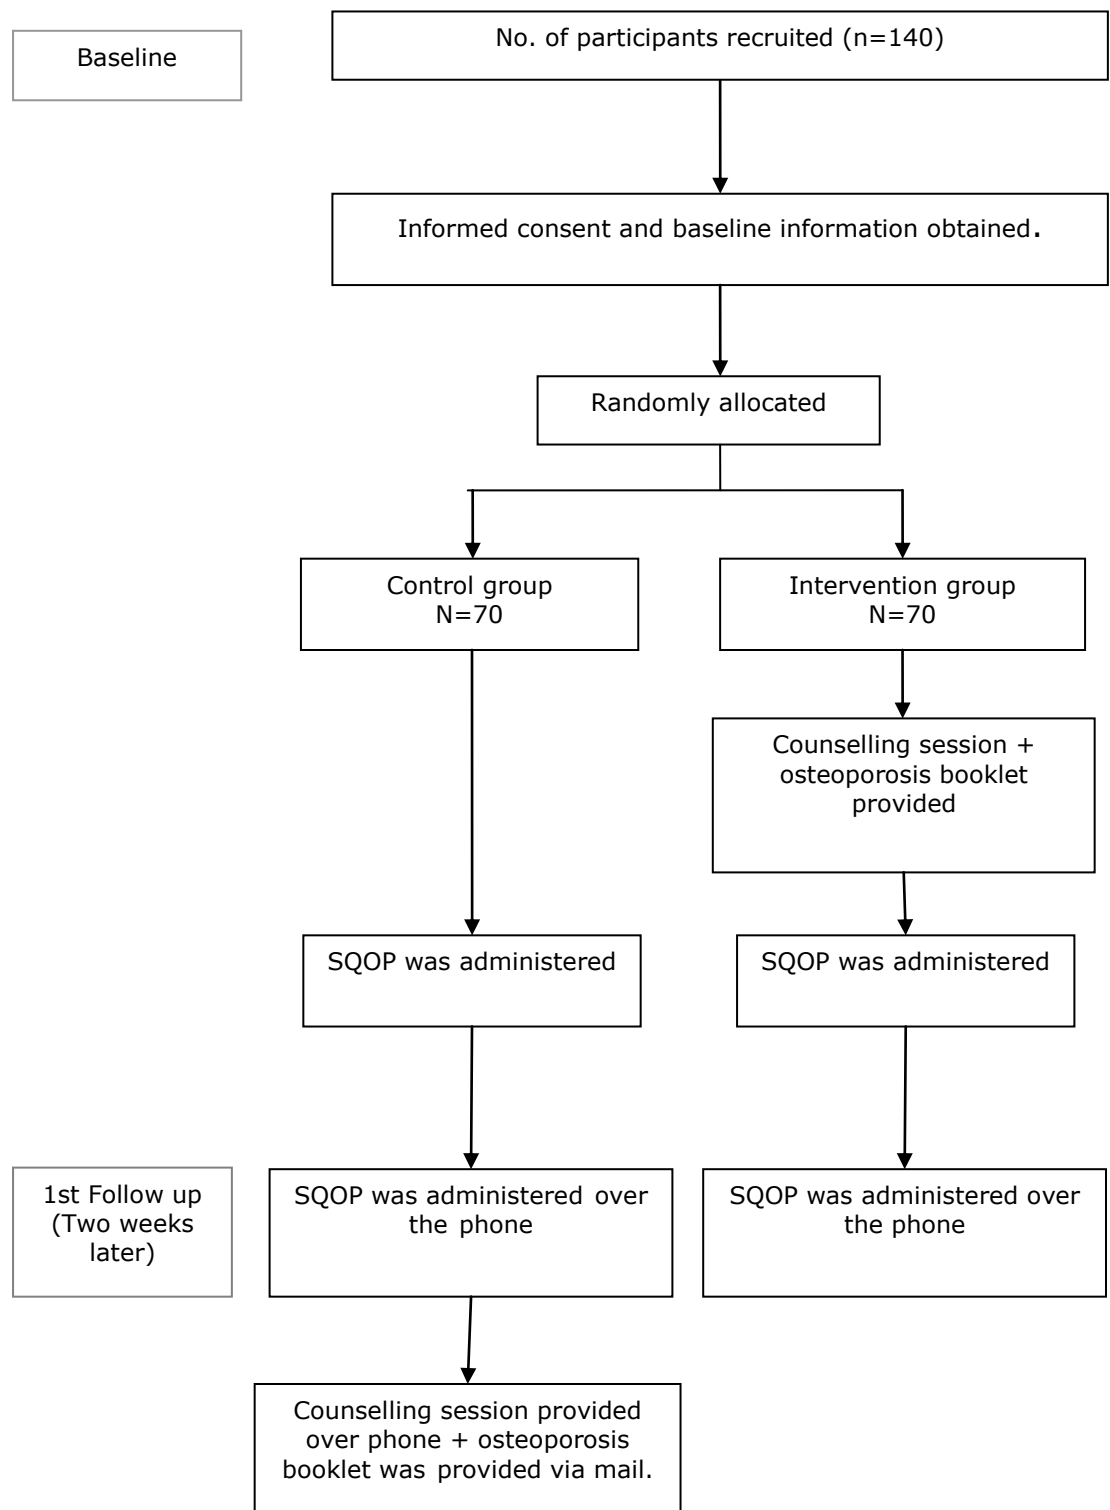 Baseline
No. of participants recruited (n=140)
Informed consent and baseline information obtained.
Randomly allocated
Control group
N=70
Intervention group
N=70
Counselling session +
osteoporosis booklet
provided
SQOP was administered
SQOP was administered
1st Follow up
(Two weeks
later)
SQOP was administered over
the phone
SQOP was administered over
the phone
Counselling session provided
over phone + osteoporosis
booklet was provided via mail.